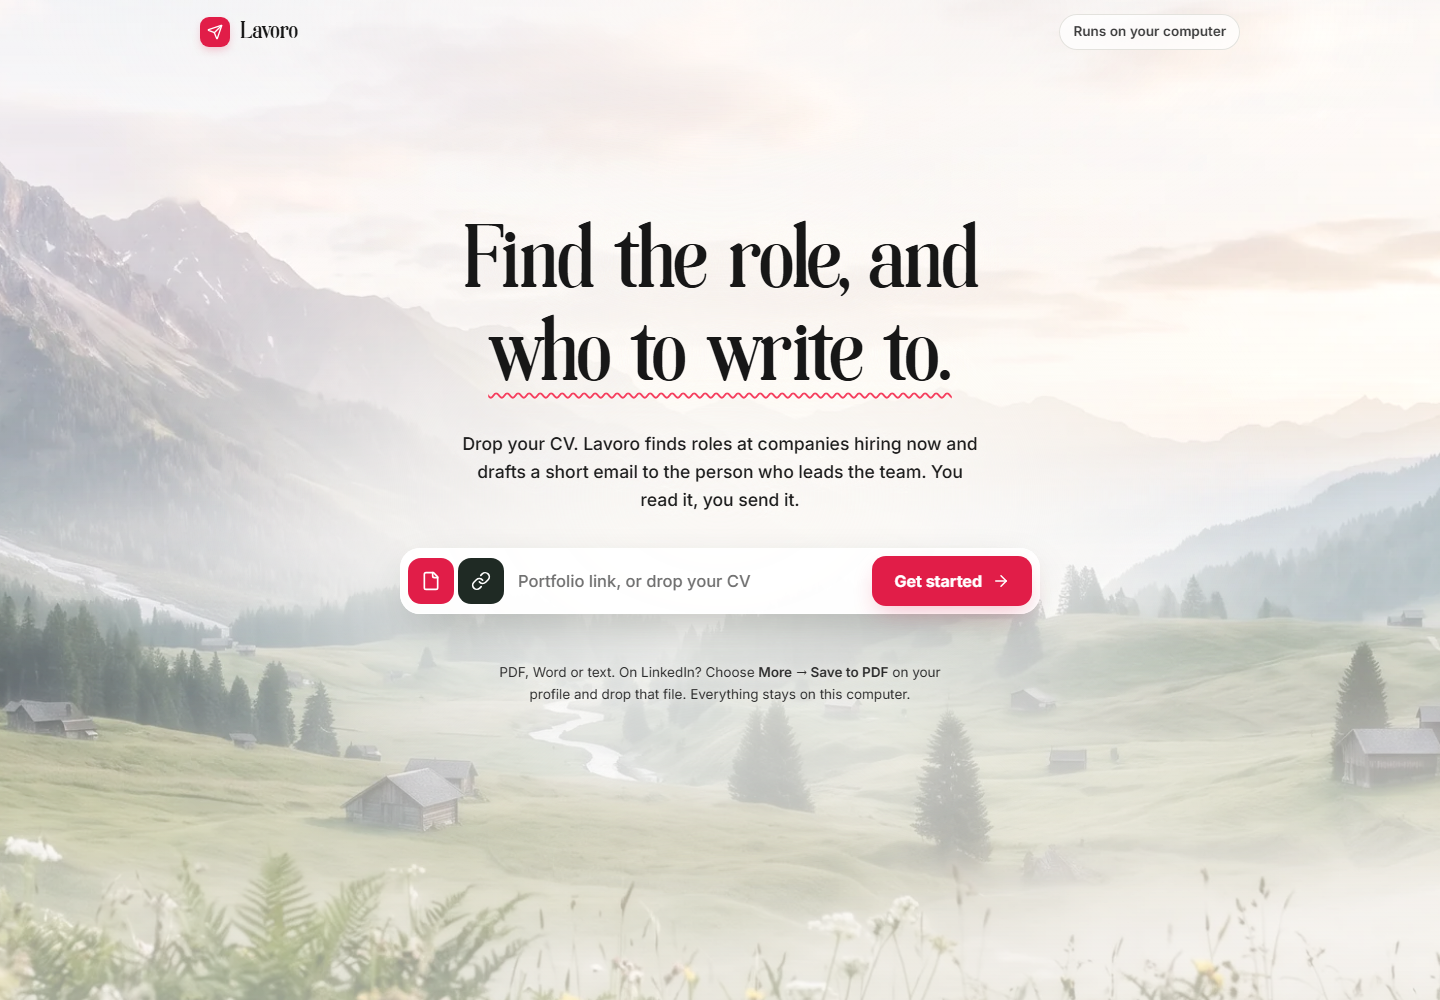 Lavoro
Runs on your computer
Find the role, and
who to write to.
Drop your CV. Lavoro finds roles at companies hiring now and
drafts a short email to the person who leads the team. You
read it, you send it.
Portfolio link, or drop your CV
Get started →
PDF, Word or text. On LinkedIn? Choose More → Save to PDF on your
profile and drop that file. Everything stays on this computer.